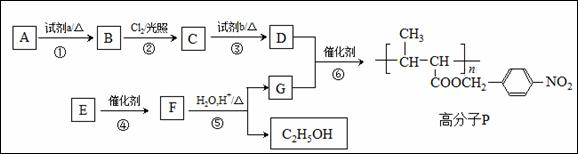 A 试剂a/△ ① B Cl₂/光照 ② C 试剂b/△ ③ D
催化剂 ⑥
CH₃
CH—CH n
COOCH₂ NO₂
E 催化剂 ④ F H₂O,H⁺/△ ⑤ G
C₂H₅OH
高分子P